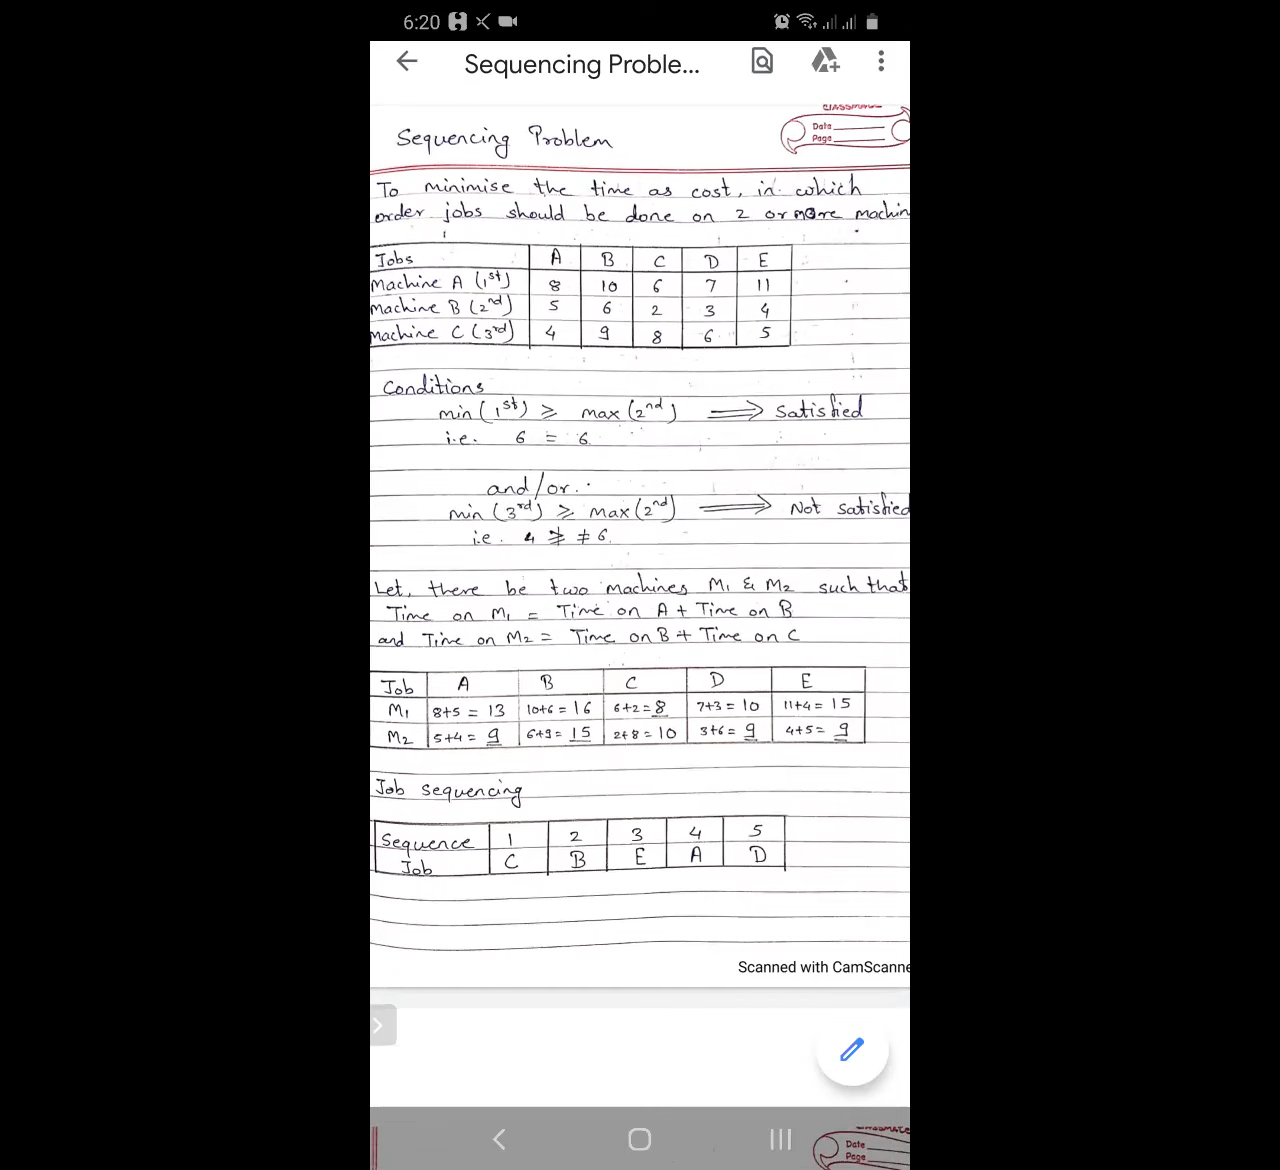 6:20
Sequencing Proble...
classmate
Date
Page
Sequencing Problem
To minimise the time as cost, in which
order jobs should be done on 2 or more machin
Jobs A B C D E
Machine A (1st) 8 10 6 7 11
Machine B (2nd) 5 6 2 3 4
Machine C (3rd) 4 9 8 6 5
Conditions
min (1st) ⩾ max (2nd) ⟹ Satisfied
i.e. 6 = 6.
and/or.
min (3rd) ⩾ max (2nd) ⟹ Not satisfied
i.e. 4 ≱ ≠ 6.
Let, there be two machines M1 & M2 such that
Time on M1 = Time on A + Time on B
and Time on M2 = Time on B + Time on C
Job A B C D E
M1 8+5 = 13 10+6 = 16 6+2 = 8 7+3 = 10 11+4 = 15
M2 5+4 = 9 6+9 = 15 2+8 = 10 3+6 = 9 4+5 = 9
Job sequencing
Sequence 1 2 3 4 5
Job C B E A D
Scanned with CamScanne
classmate
Date
Page